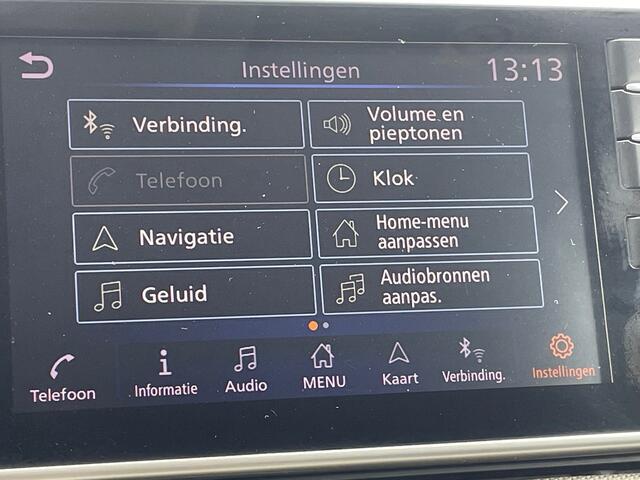 Instellingen
13:13
Verbinding.
Volume en
pieptonen
Telefoon
Klok
Navigatie
Home-menu
aanpassen
Geluid
Audiobronnen
aanpas.
Telefoon
Informatie
Audio
MENU
Kaart
Verbinding.
Instellingen